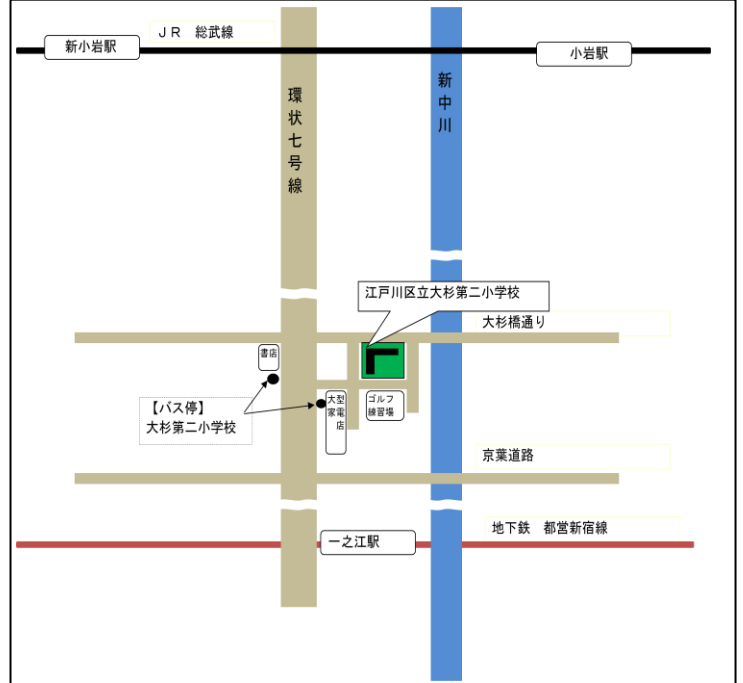 ＪＲ　総武線
新小岩駅
小岩駅
環状七号線
新中川
江戸川区立大杉第二小学校
大杉橋通り
書店
【バス停】
大杉第二小学校
大型
家電
店
ゴルフ
練習場
京葉道路
地下鉄　都営新宿線
一之江駅